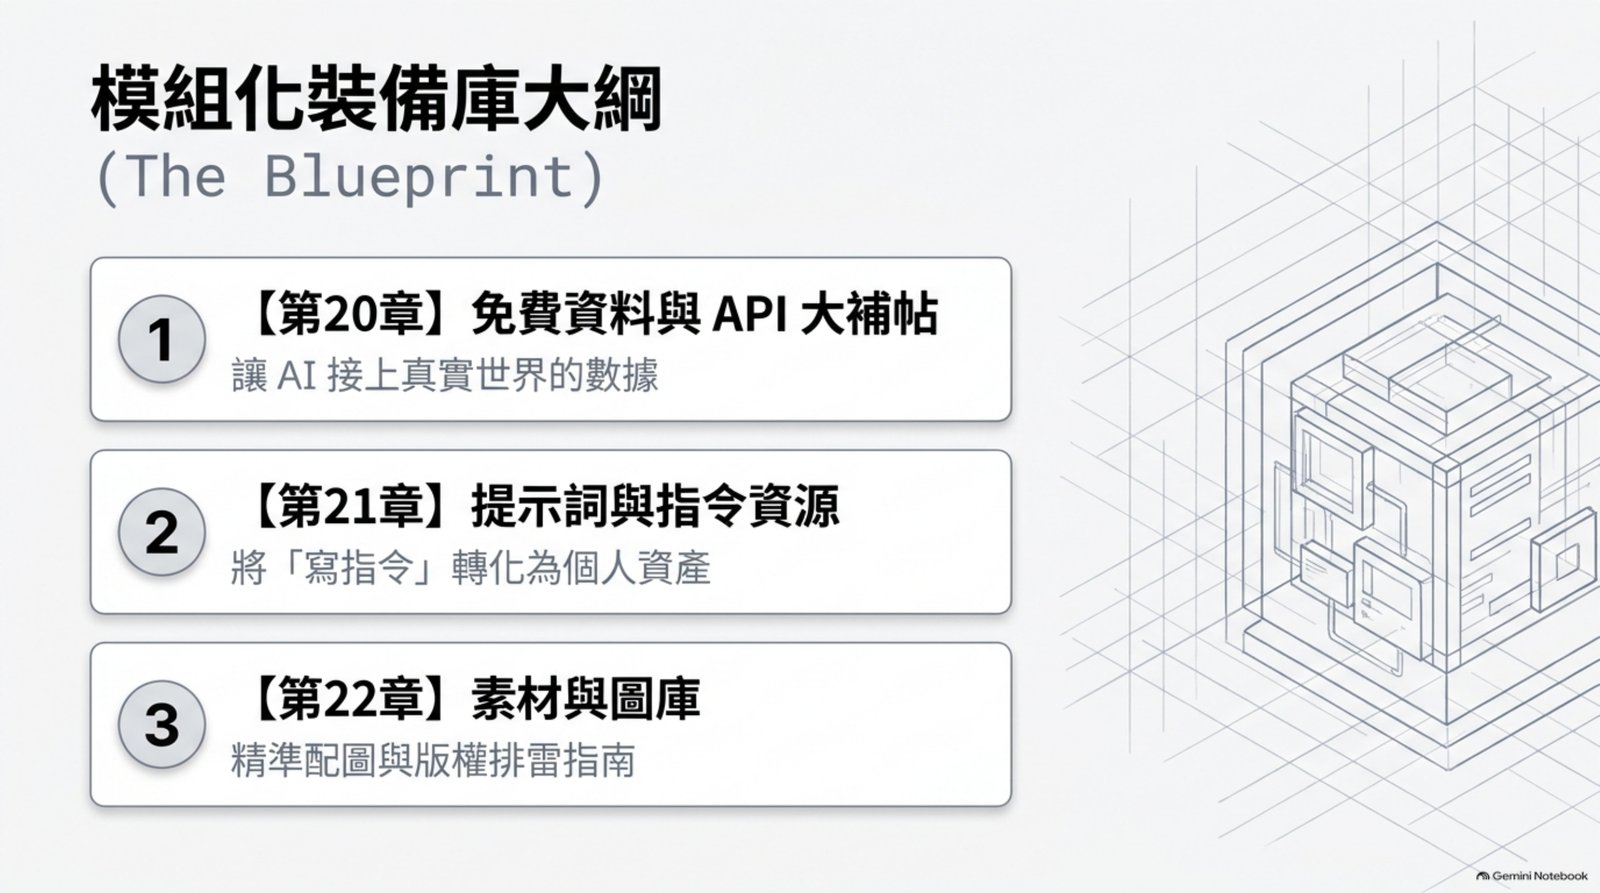 模組化裝備庫大綱
(The Blueprint)
1
【第20章】免費資料與 API 大補帖
讓 AI 接上真實世界的數據
2
【第21章】提示詞與指令資源
將「寫指令」轉化為個人資產
3
【第22章】素材與圖庫
精準配圖與版權排雷指南
Gemini Notebook